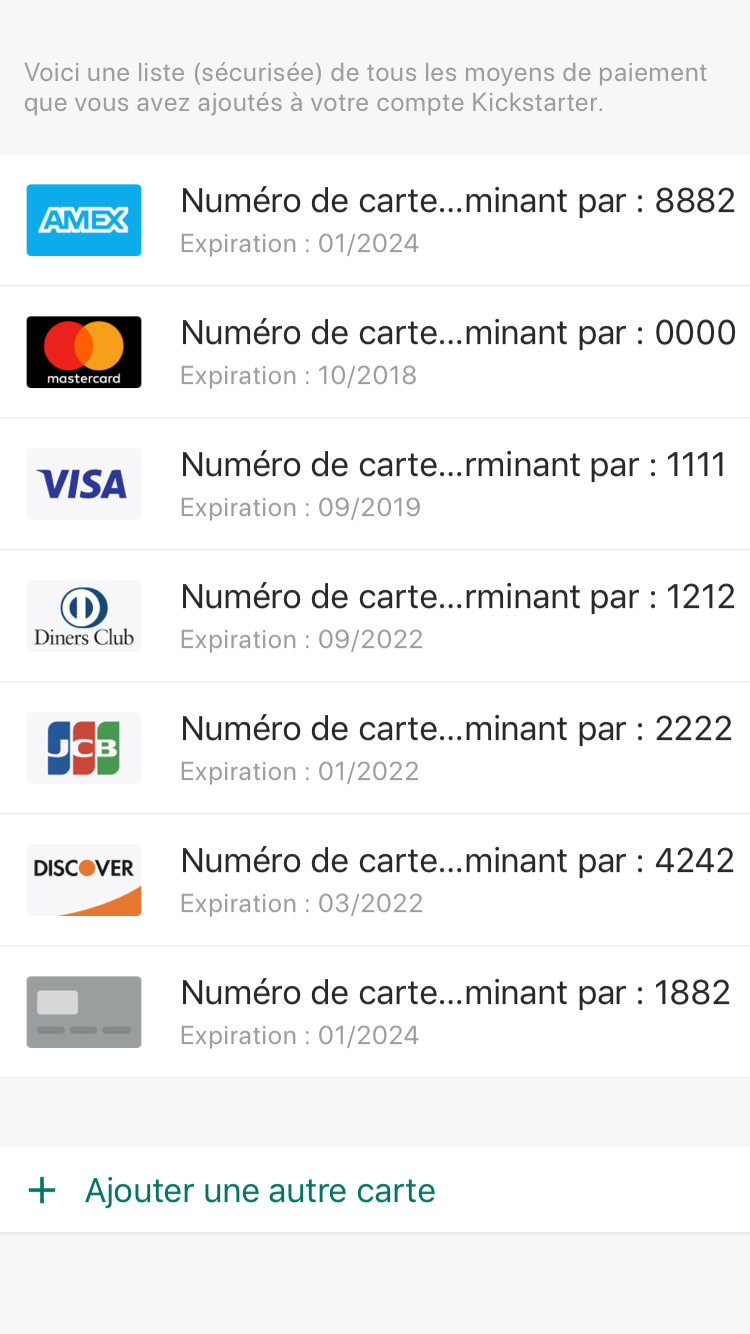 Voici une liste (sécurisée) de tous les moyens de paiement
que vous avez ajoutés à votre compte Kickstarter.
AMEX
Numéro de carte...minant par : 8882
Expiration : 01/2024
mastercard
Numéro de carte...minant par : 0000
Expiration : 10/2018
VISA
Numéro de carte...rminant par : 1111
Expiration : 09/2019
Diners Club
Numéro de carte...rminant par : 1212
Expiration : 09/2022
JCB
Numéro de carte...minant par : 2222
Expiration : 01/2022
DISCOVER
Numéro de carte...minant par : 4242
Expiration : 03/2022
Numéro de carte...minant par : 1882
Expiration : 01/2024
+ Ajouter une autre carte